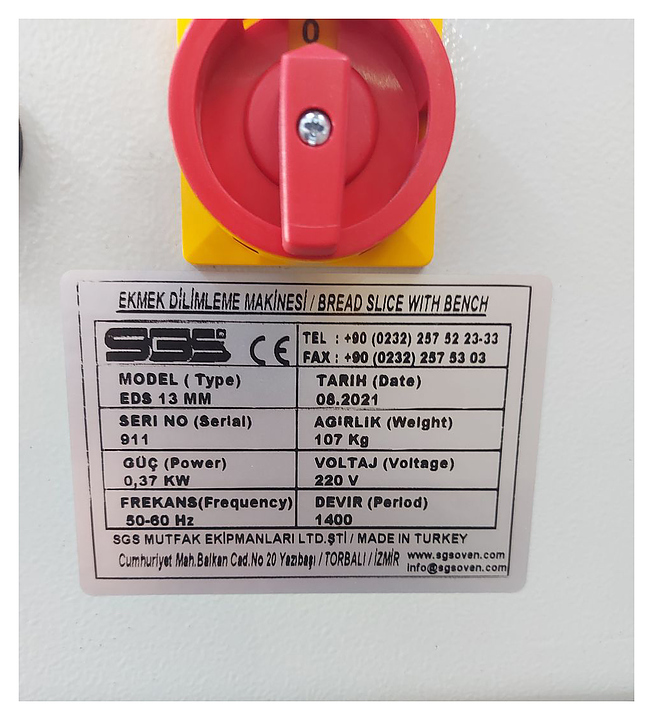 0
EKMEK DİLİMLEME MAKİNESİ / BREAD SLICE WITH BENCH
SGS CE
TEL : +90 (0232) 257 52 23-33
FAX : +90 (0232) 257 53 03
MODEL ( Type)
EDS 13 MM
TARIH (Date)
08.2021
SERI NO (Serial)
911
AGIRLIK (Weight)
107 Kg
GÜÇ (Power)
0,37 KW
VOLTAJ (Voltage)
220 V
FREKANS(Frequency)
50-60 Hz
DEVIR (Period)
1400
SGS MUTFAK EKİPMANLARI LTD.ŞTİ / MADE IN TURKEY
Cumhuriyet Mah.Balkan Cad.No 20 Yazıbaşı / TORBALI / İZMİR
www.sgsoven.com
info@sgsoven.com